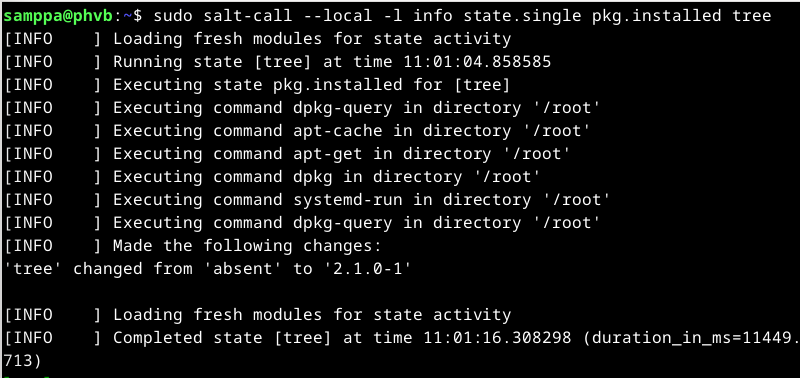 samppa@phvb:~$ sudo salt-call --local -l info state.single pkg.installed tree
[INFO    ] Loading fresh modules for state activity
[INFO    ] Running state [tree] at time 11:01:04.858585
[INFO    ] Executing state pkg.installed for [tree]
[INFO    ] Executing command dpkg-query in directory '/root'
[INFO    ] Executing command apt-cache in directory '/root'
[INFO    ] Executing command apt-get in directory '/root'
[INFO    ] Executing command dpkg in directory '/root'
[INFO    ] Executing command systemd-run in directory '/root'
[INFO    ] Executing command dpkg-query in directory '/root'
[INFO    ] Made the following changes:
'tree' changed from 'absent' to '2.1.0-1'
[INFO    ] Loading fresh modules for state activity
[INFO    ] Completed state [tree] at time 11:01:16.308298 (duration_in_ms=11449.
713)